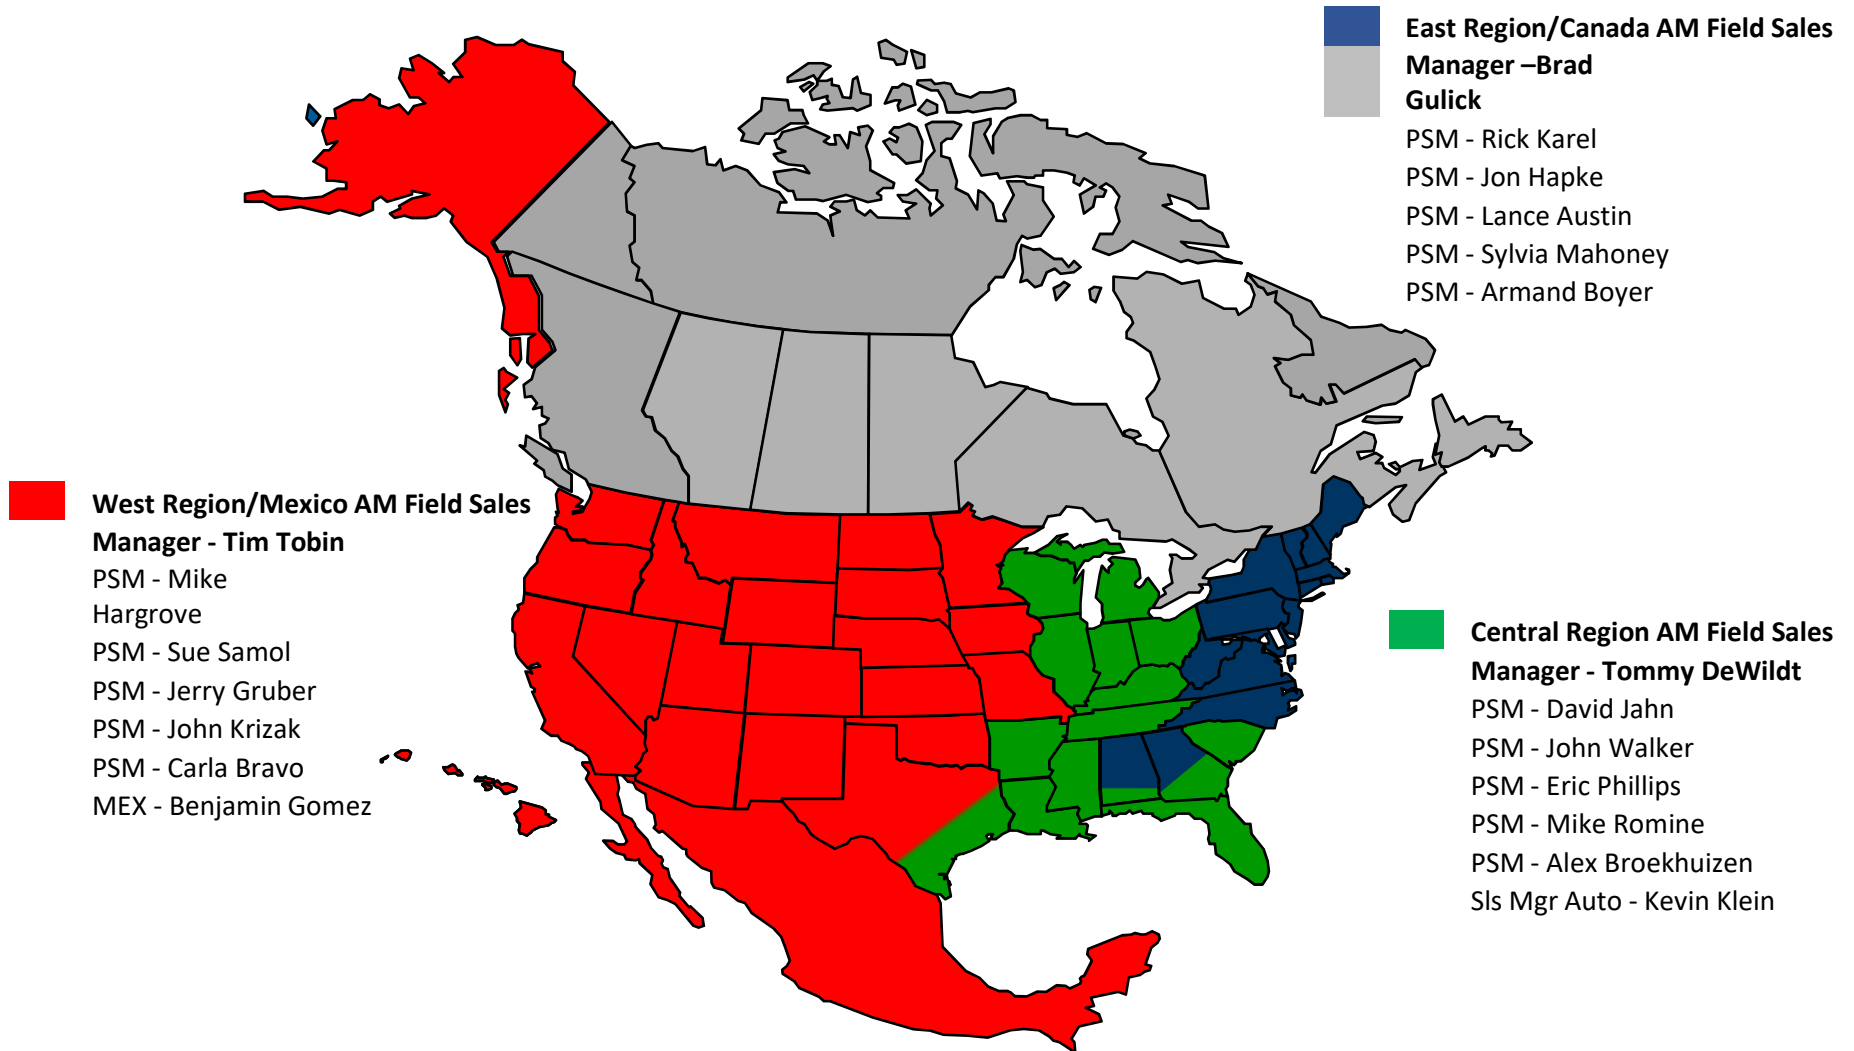 East Region/Canada AM Field Sales
Manager –Brad
Gulick
PSM - Rick Karel
PSM - Jon Hapke
PSM - Lance Austin
PSM - Sylvia Mahoney
PSM - Armand Boyer
West Region/Mexico AM Field Sales
Manager - Tim Tobin
PSM - Mike
Hargrove
PSM - Sue Samol
PSM - Jerry Gruber
PSM - John Krizak
PSM - Carla Bravo
MEX - Benjamin Gomez
Central Region AM Field Sales
Manager - Tommy DeWildt
PSM - David Jahn
PSM - John Walker
PSM - Eric Phillips
PSM - Mike Romine
PSM - Alex Broekhuizen
Sls Mgr Auto - Kevin Klein